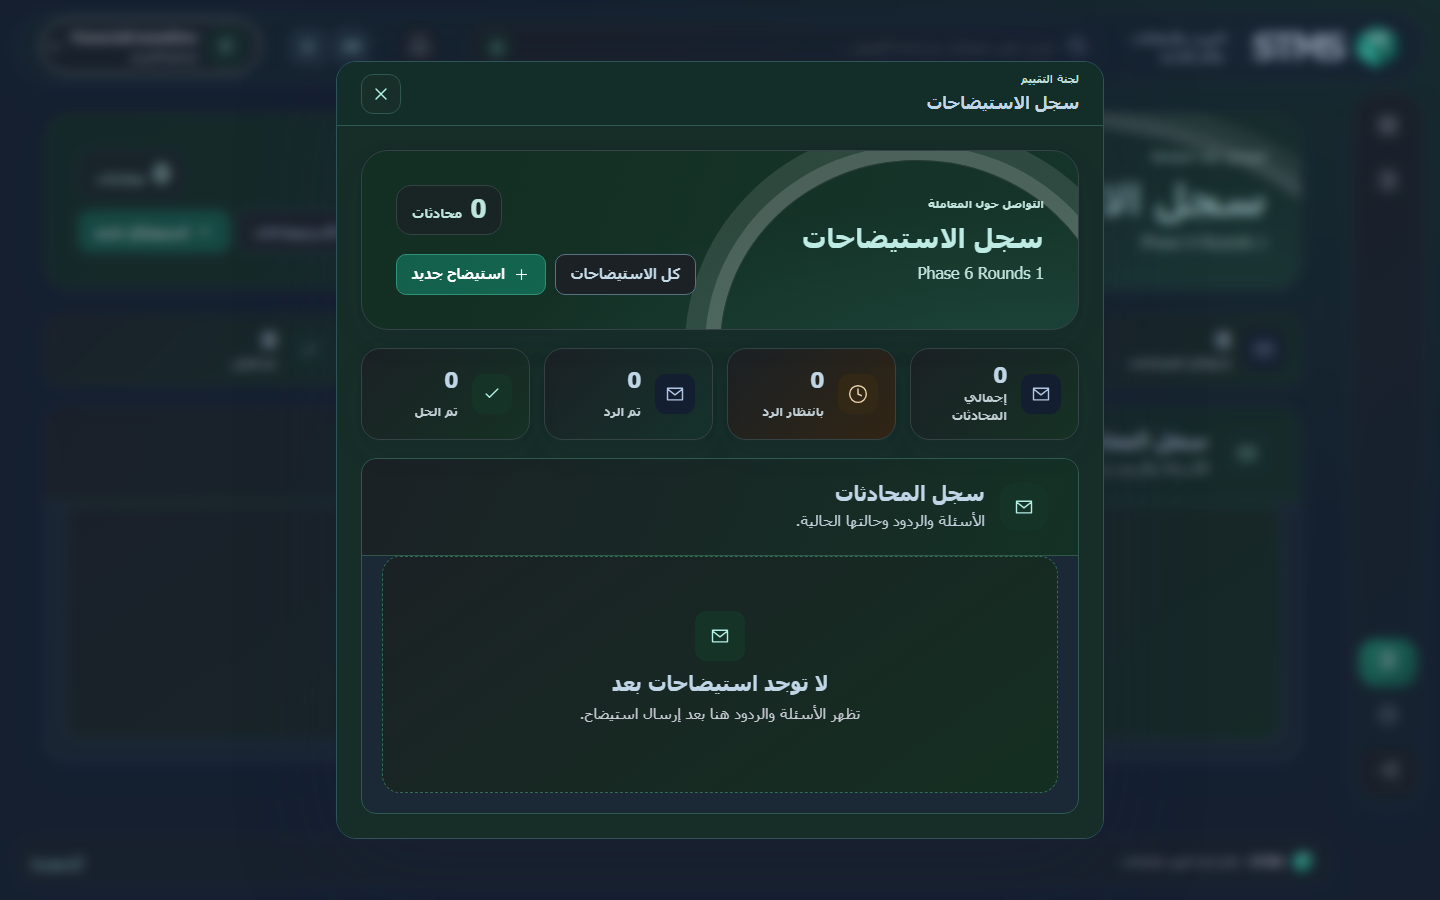 لجنة التقييم
سجل الاستيضاحات
التواصل حول المعاملة
سجل الاستيضاحات
Phase 6 Rounds 1
0 محادثات
كل الاستيضاحات
+ استيضاح جديد
0
إجمالي
المحادثات
0
بانتظار الرد
0
تم الرد
0
تم الحل
سجل المحادثات
الأسئلة والردود وحالتها الحالية.
لا توجد استيضاحات بعد
تظهر الأسئلة والردود هنا بعد إرسال استيضاح.
STMS